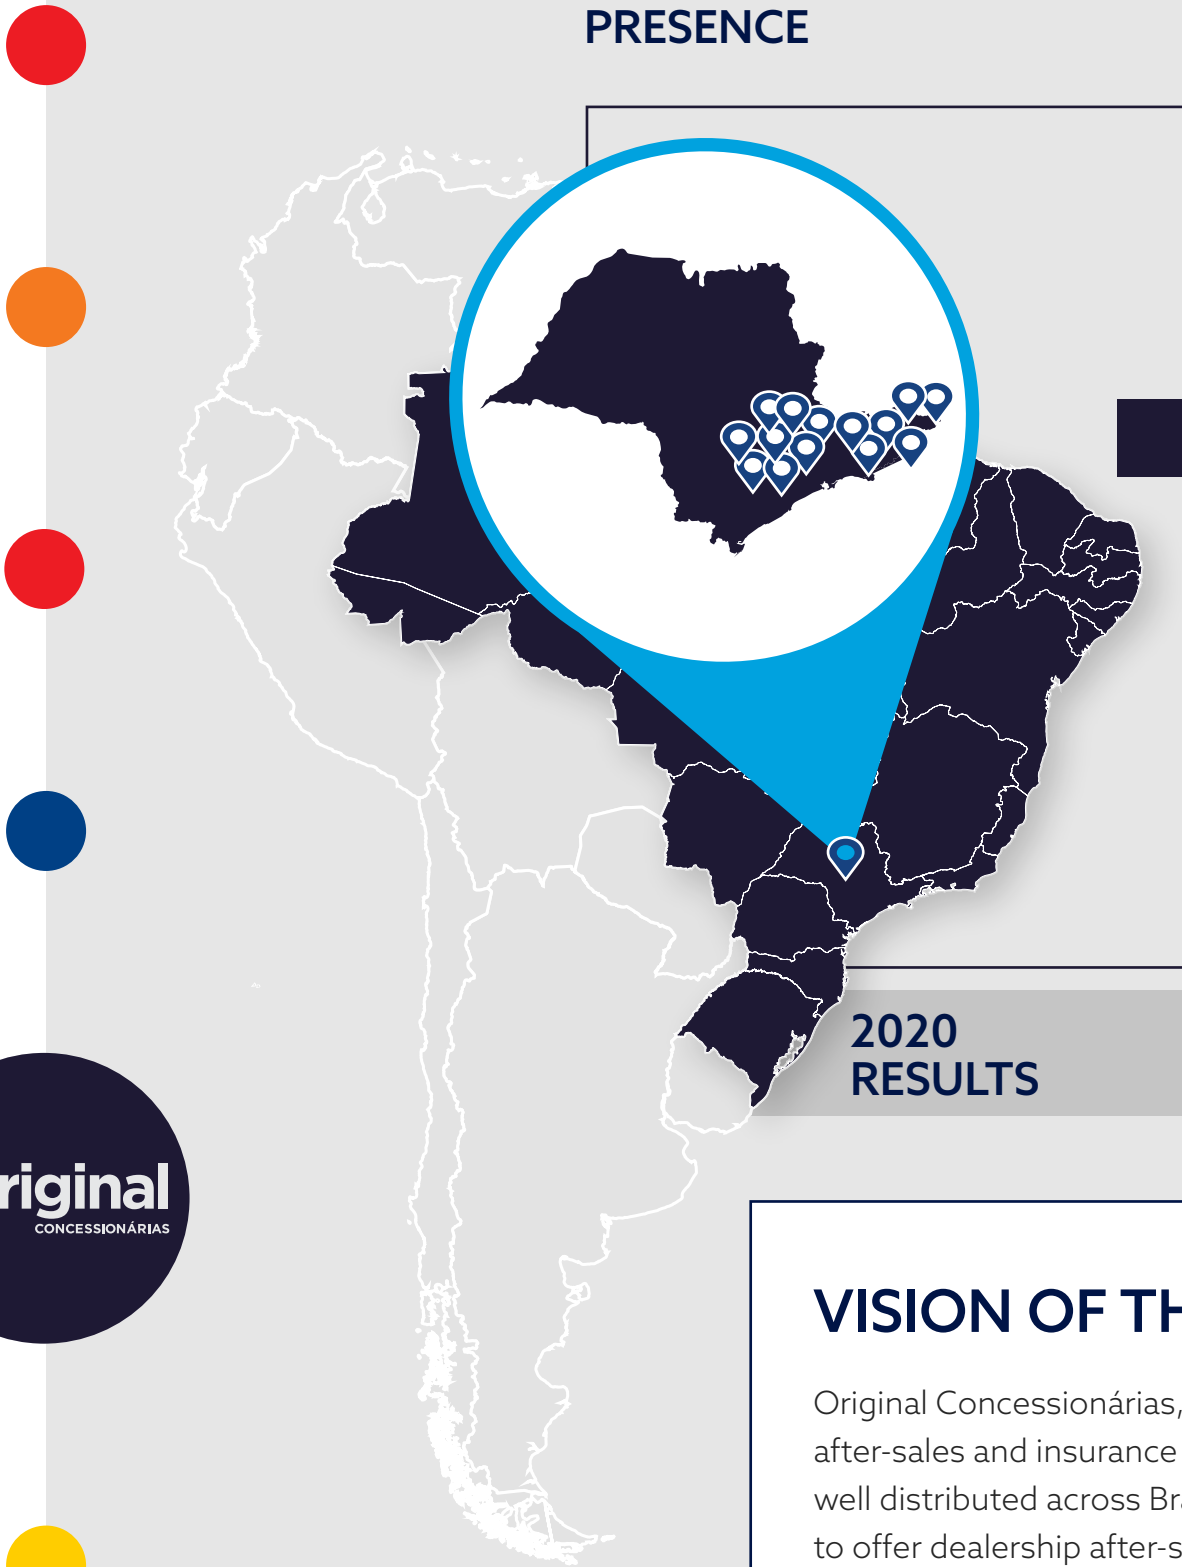 PRESENCE
2020
RESULTS
riginal
CONCESSIONÁRIAS
VISION OF TH
Original Concessionárias,
after-sales and insurance
well distributed across Bra
to offer dealership after-s